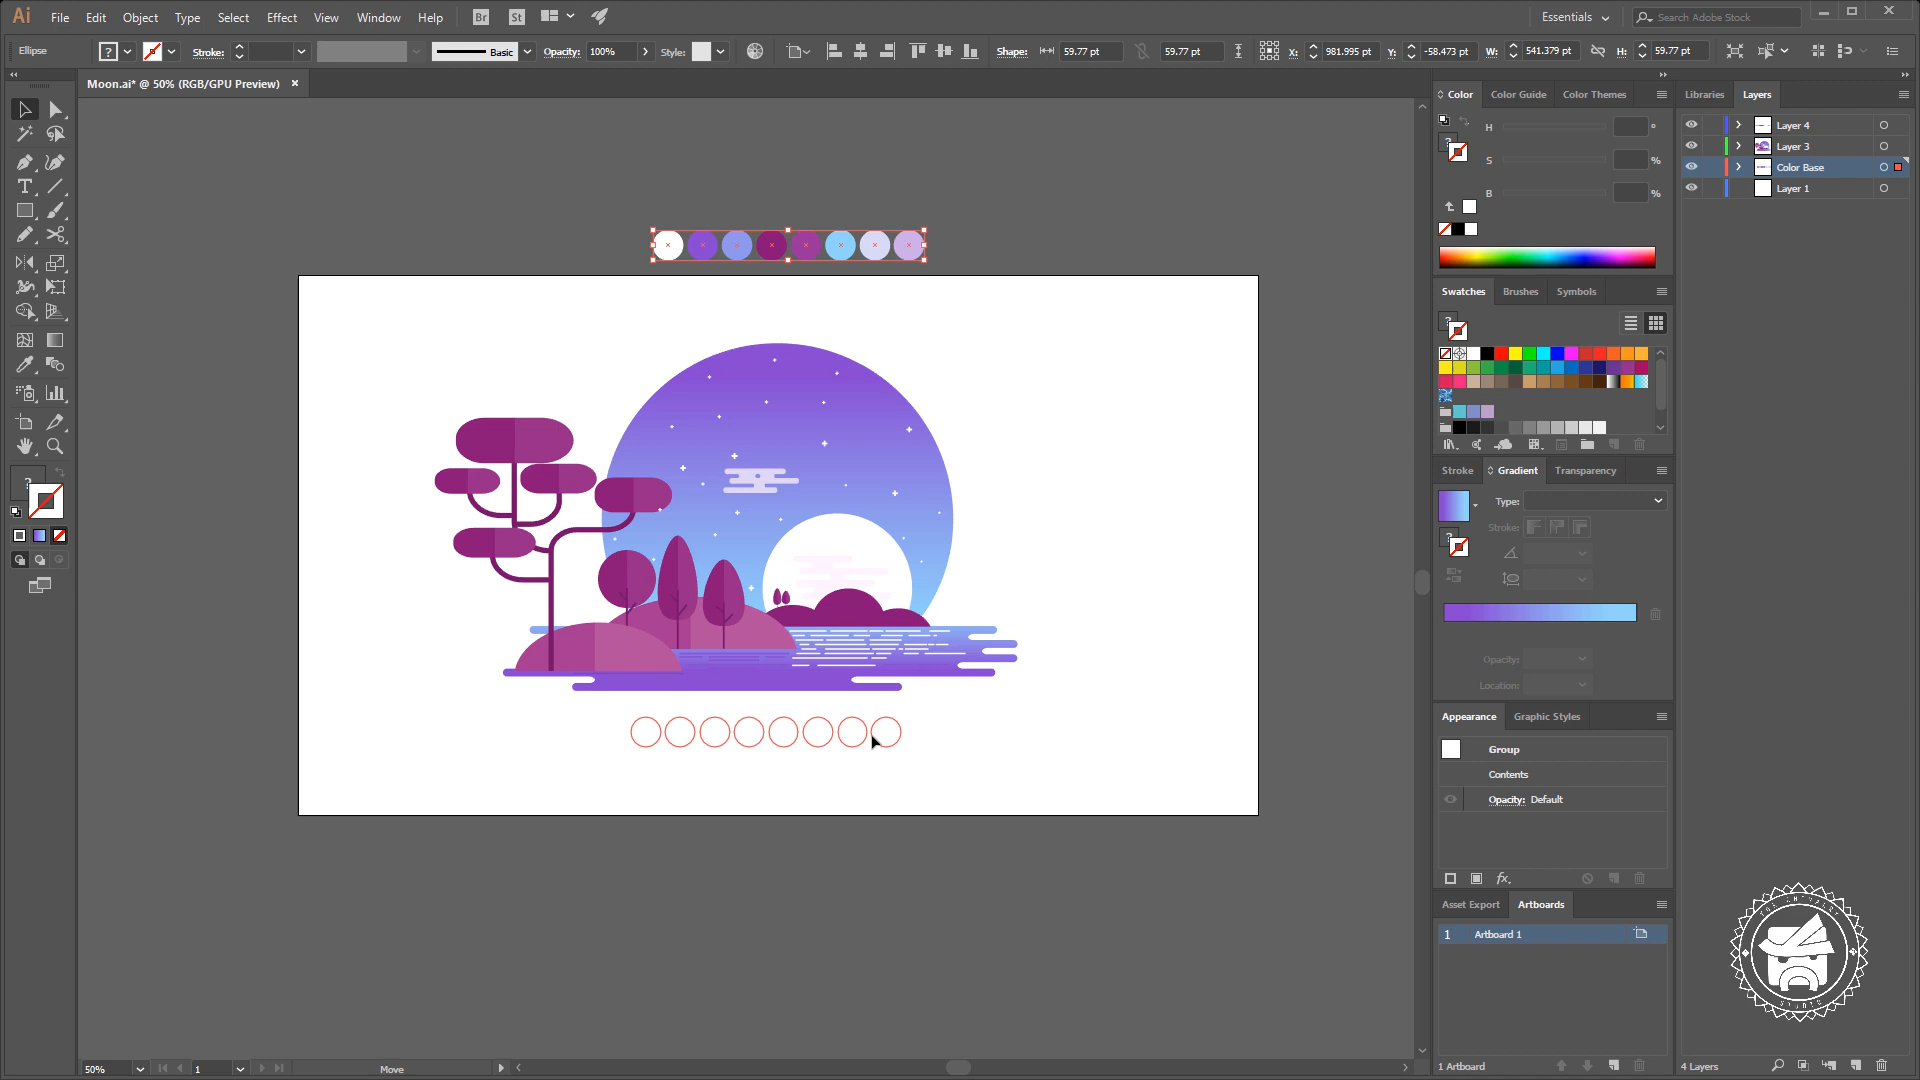 Ai File Edit Object Type Select Effect View Window Help Br St Essentials Search Adobe Stock
Ellipse ? Stroke: Basic Opacity: 100% Style: Shape: 59.77 pt 59.77 pt X: 981.995 pt Y: -58.473 pt W: 541.379 pt H: 59.77 pt
Moon.ai* @ 50% (RGB/GPU Preview)
Color Color Guide Color Themes
H °
S %
B %
Swatches Brushes Symbols
Stroke Gradient Transparency
Type:
Stroke:
Opacity:
Location:
Appearance Graphic Styles
Group
Contents
Opacity: Default
Asset Export Artboards
1 Artboard 1
1 Artboard
Libraries Layers
Layer 4
Layer 3
Color Base
Layer 1
4 Layers
50% 1 Move
STUDIO